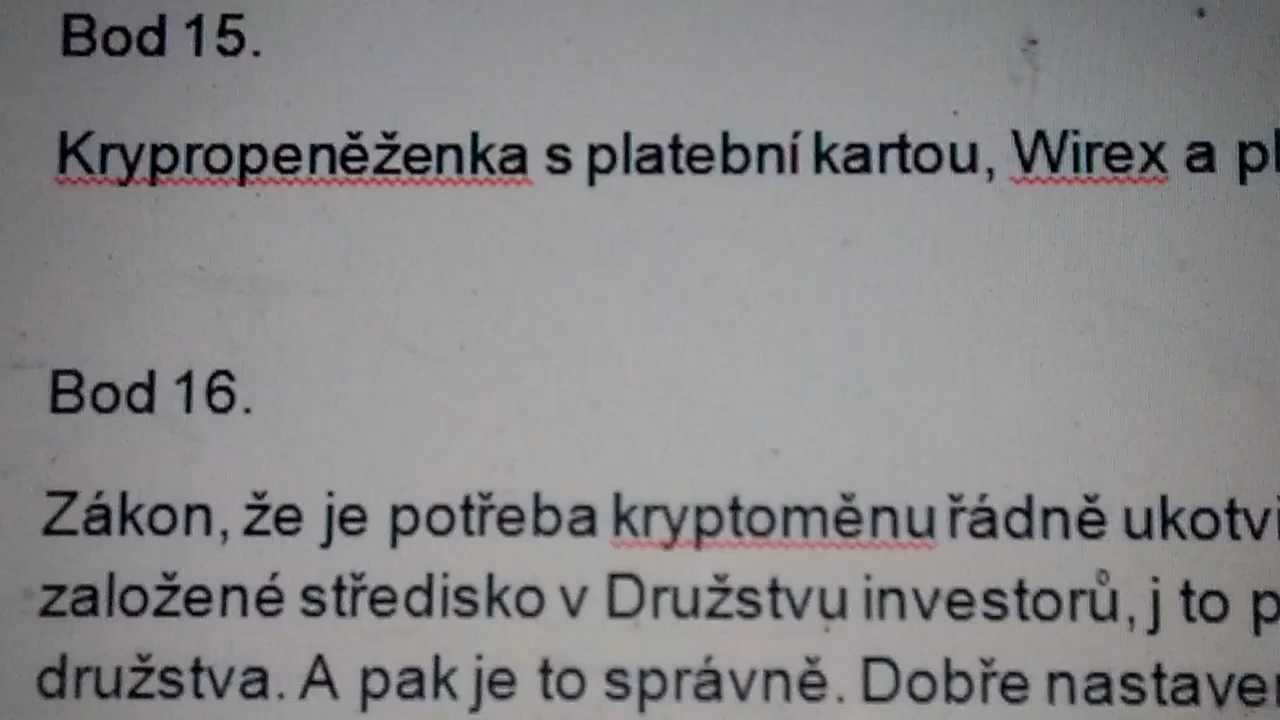 Bod 15.
Krypropeněženka s platební kartou, Wirex a
Bod 16.
Zákon, že je potřeba kryptoměnu řádně
založené středisko v Družstvu investorů, j to
družstva. A pak je to správně. Dobře